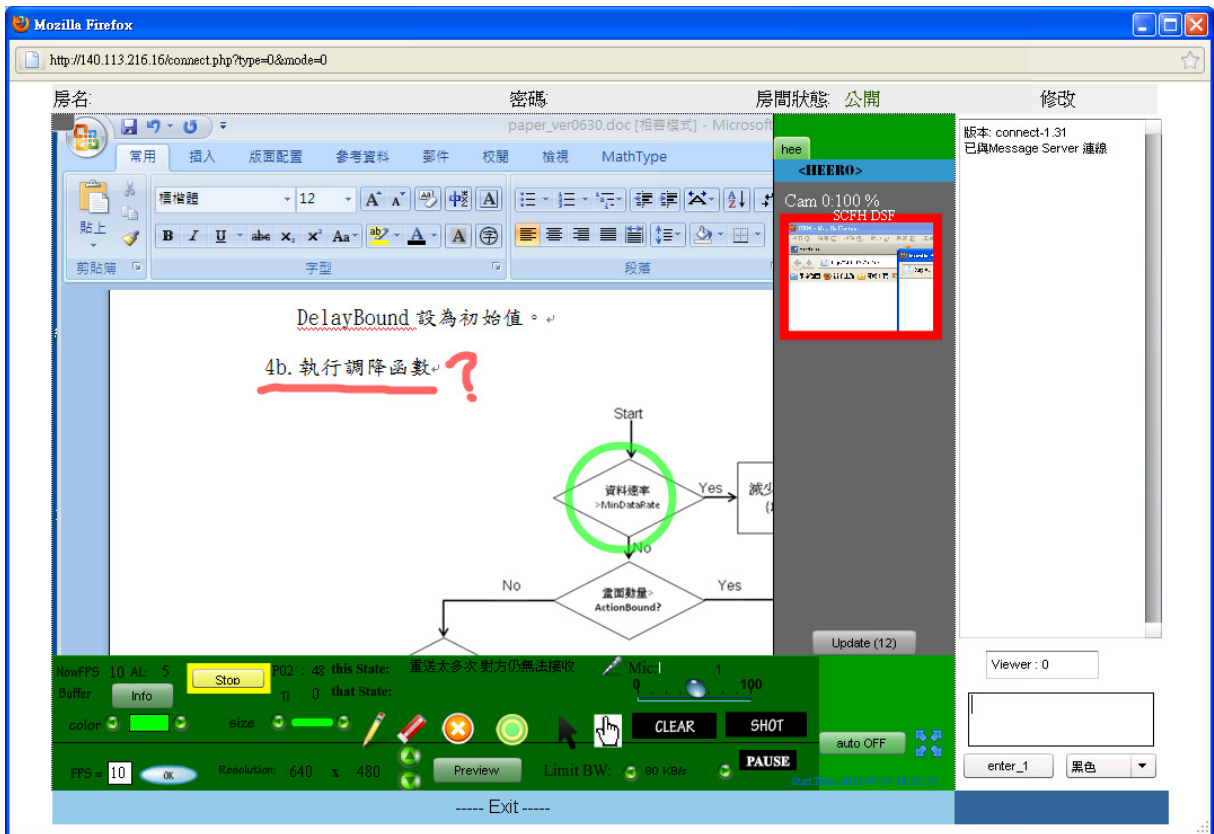 Mozilla Firefox
http://140.113.216.16/connect.php?type=0&mode=0
房名: 密碼: 房間狀態: 公開 修改
paper_ver0630.doc [相容模式] - Microsoft
常用 插入 版面配置 參考資料 郵件 校閱 檢視 MathType
標楷體 12
貼上
B I U abe X₂ X² Aa A A
剪貼簿 字型 段落
DelayBound 設為初始值。
4b. 執行調降函數 ?
Start
資料速率
>MinDataRate
Yes
減少
No
畫面動量>
ActionBound?
No Yes
hee
<HEERO>
Cam 0:100 %
SCFH DSF
Update (12)
版本: connect-1.31
已與Message Server 連線
Viewer : 0
enter_1 黑色
NowFPS 10 AL: 5 Stop P02 : 48 this State: 重送太多次 對方仍無法接收 Mic: 1
Buffer Info Ti 0 that State: 0 100
color size CLEAR SHOT
auto OFF
FPS = 10 OK Resolution: 640 x 480 Preview Limit BW: 80 KB/s PAUSE
----- Exit -----